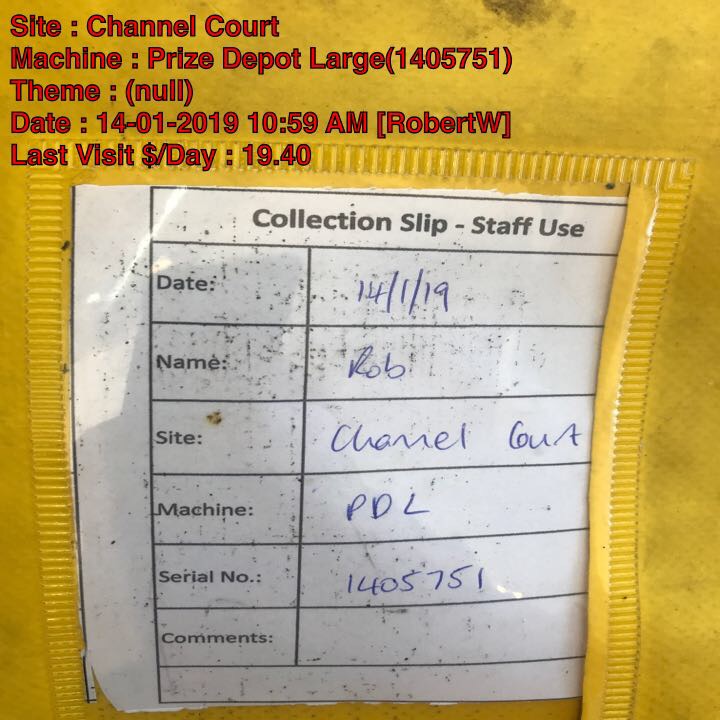 Site : Channel Court
Machine : Prize Depot Large(1405751)
Theme : (null)
Date : 14-01-2019 10:59 AM [RobertW]
Last Visit $/Day : 19.40
Collection Slip - Staff Use
Date: 14/1/19
Name: Rob
Site: Channel Court
Machine: PDL
Serial No.: 1405751
Comments: